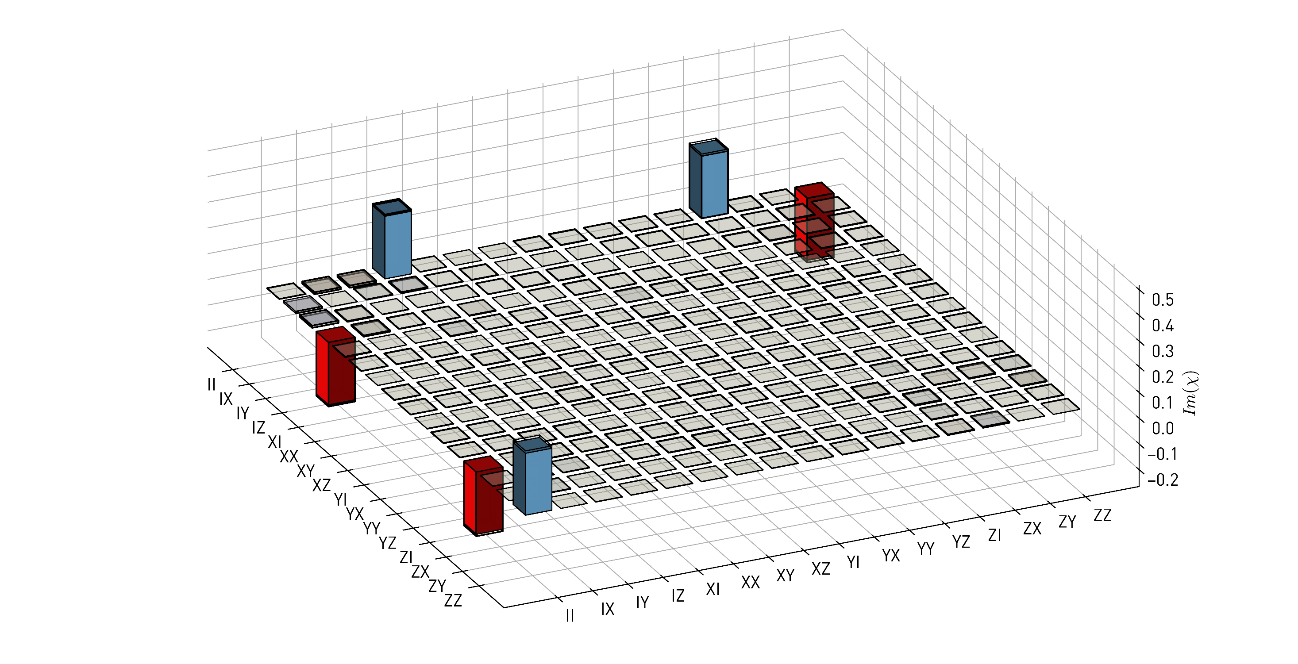 0.5
0.4
0.3
0.2
0.1
0.0
−0.1
−0.2
Im(χ)
II
IX
IY
IZ
XI
XX
XY
XZ
YI
YX
YY
YZ
ZI
ZX
ZY
ZZ
II
IX
IY
IZ
XI
XX
XY
XZ
YI
YX
YY
YZ
ZI
ZX
ZY
ZZ